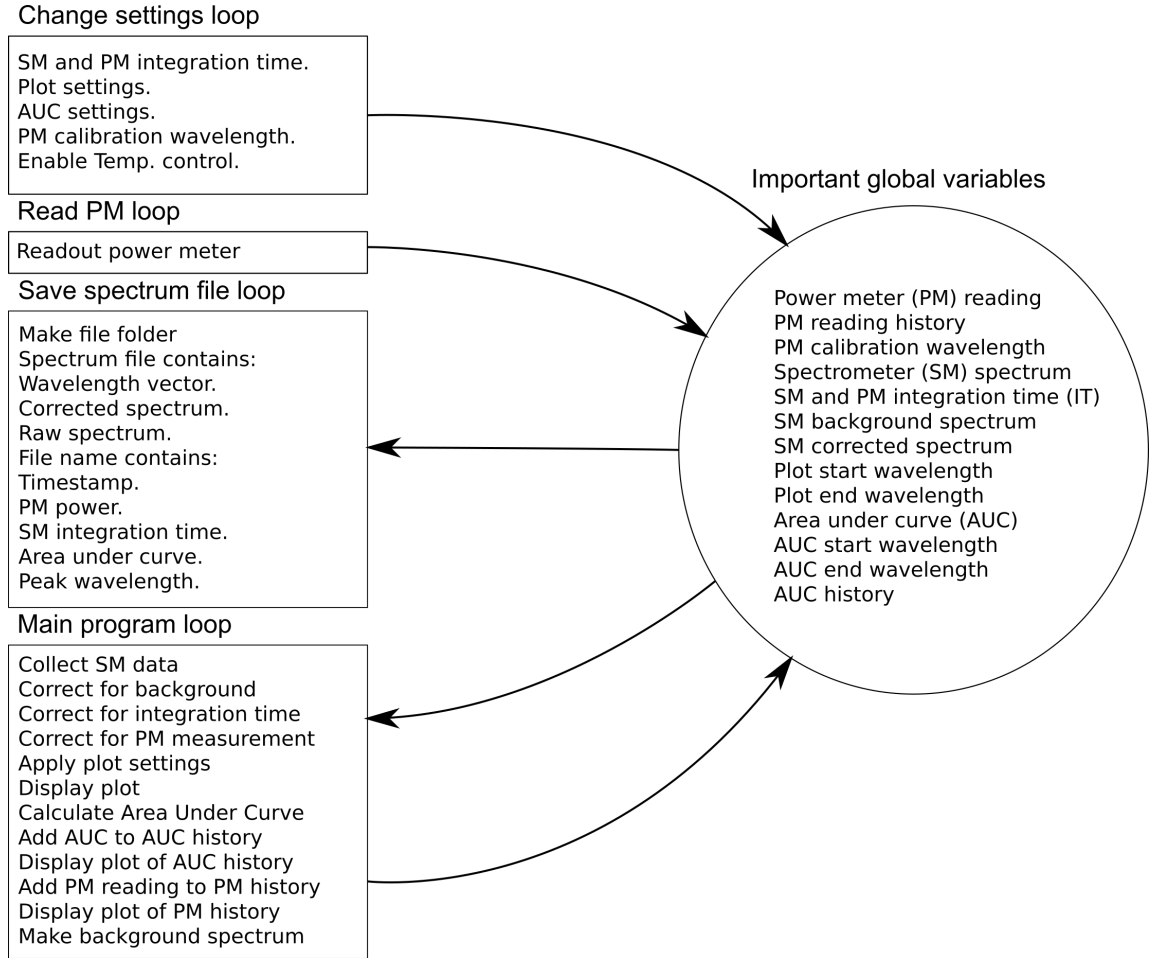 Change settings loop
SM and PM integration time.
Plot settings.
AUC settings.
PM calibration wavelength.
Enable Temp. control.
Read PM loop
Readout power meter
Save spectrum file loop
Make file folder
Spectrum file contains:
Wavelength vector.
Corrected spectrum.
Raw spectrum.
File name contains:
Timestamp.
PM power.
SM integration time.
Area under curve.
Peak wavelength.
Main program loop
Collect SM data
Correct for background
Correct for integration time
Correct for PM measurement
Apply plot settings
Display plot
Calculate Area Under Curve
Add AUC to AUC history
Display plot of AUC history
Add PM reading to PM history
Display plot of PM history
Make background spectrum
Important global variables
Power meter (PM) reading
PM reading history
PM calibration wavelength
Spectrometer (SM) spectrum
SM and PM integration time (IT)
SM background spectrum
SM corrected spectrum
Plot start wavelength
Plot end wavelength
Area under curve (AUC)
AUC start wavelength
AUC end wavelength
AUC history